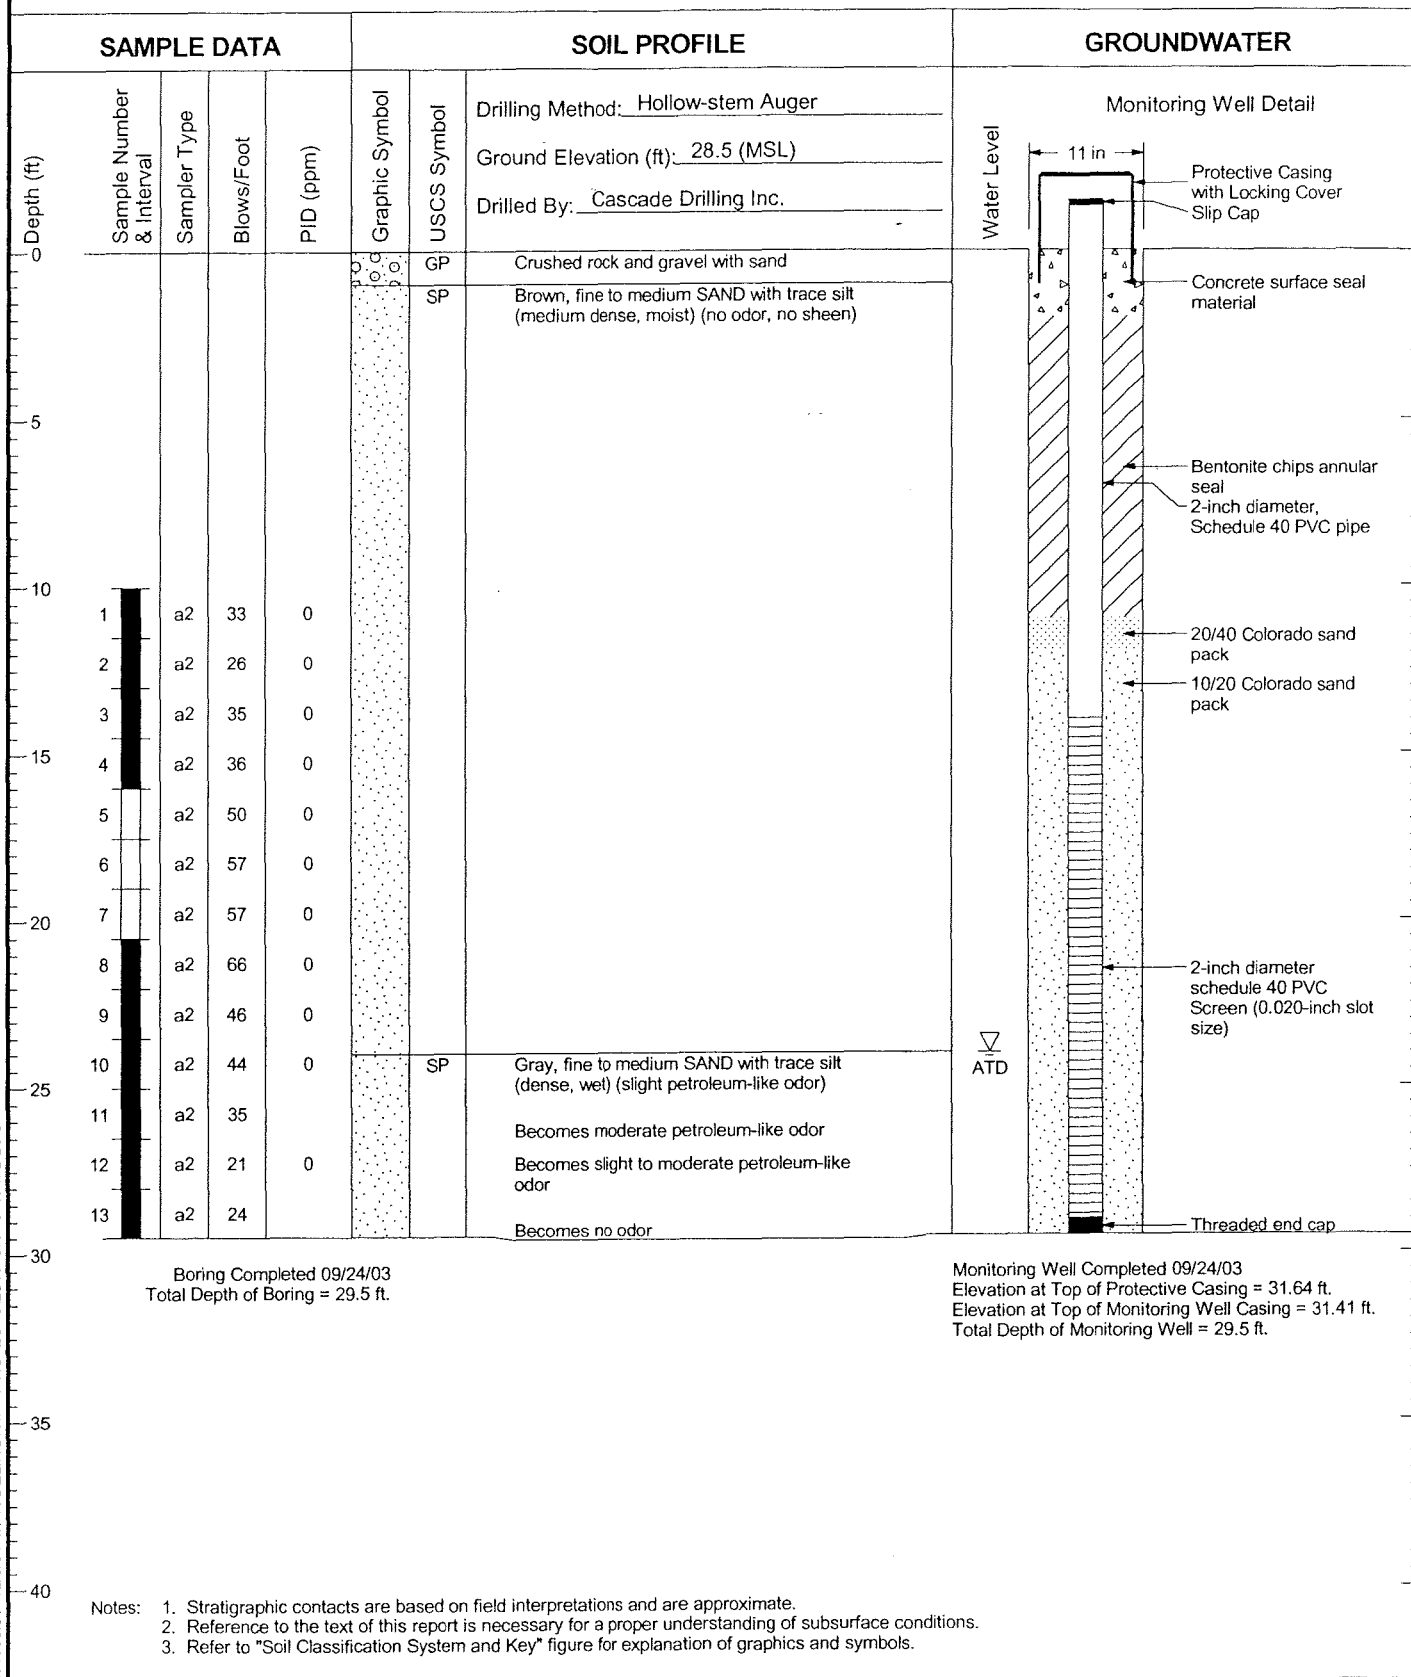 SAMPLE DATA
SOIL PROFILE
GROUNDWATER
Depth (ft)
Sample Number
& Interval
Sampler Type
Blows/Foot
PID (ppm)
Graphic Symbol
USCS Symbol
Drilling Method: Hollow-stem Auger
Ground Elevation (ft): 28.5 (MSL)
Drilled By: Cascade Drilling Inc.
Water Level
Monitoring Well Detail
11 in
Protective Casing
with Locking Cover
Slip Cap
0
GP Crushed rock and gravel with sand
SP Brown, fine to medium SAND with trace silt
(medium dense, moist) (no odor, no sheen)
Concrete surface seal
material
5
Bentonite chips annular
seal
2-inch diameter,
Schedule 40 PVC pipe
10
1 a2 33 0
20/40 Colorado sand
pack
2 a2 26 0
10/20 Colorado sand
pack
3 a2 35 0
15
4 a2 36 0
5 a2 50 0
6 a2 57 0
7 a2 57 0
20
8 a2 66 0
2-inch diameter
schedule 40 PVC
Screen (0.020-inch slot
size)
9 a2 46 0
10 a2 44 0
SP Gray, fine to medium SAND with trace silt
(dense, wet) (slight petroleum-like odor)
ATD
25
11 a2 35
Becomes moderate petroleum-like odor
12 a2 21 0
Becomes slight to moderate petroleum-like
odor
13 a2 24
Becomes no odor
Threaded end cap
30
Boring Completed 09/24/03
Total Depth of Boring = 29.5 ft.
Monitoring Well Completed 09/24/03
Elevation at Top of Protective Casing = 31.64 ft.
Elevation at Top of Monitoring Well Casing = 31.41 ft.
Total Depth of Monitoring Well = 29.5 ft.
35
40
Notes: 1. Stratigraphic contacts are based on field interpretations and are approximate.
2. Reference to the text of this report is necessary for a proper understanding of subsurface conditions.
3. Refer to "Soil Classification System and Key" figure for explanation of graphics and symbols.